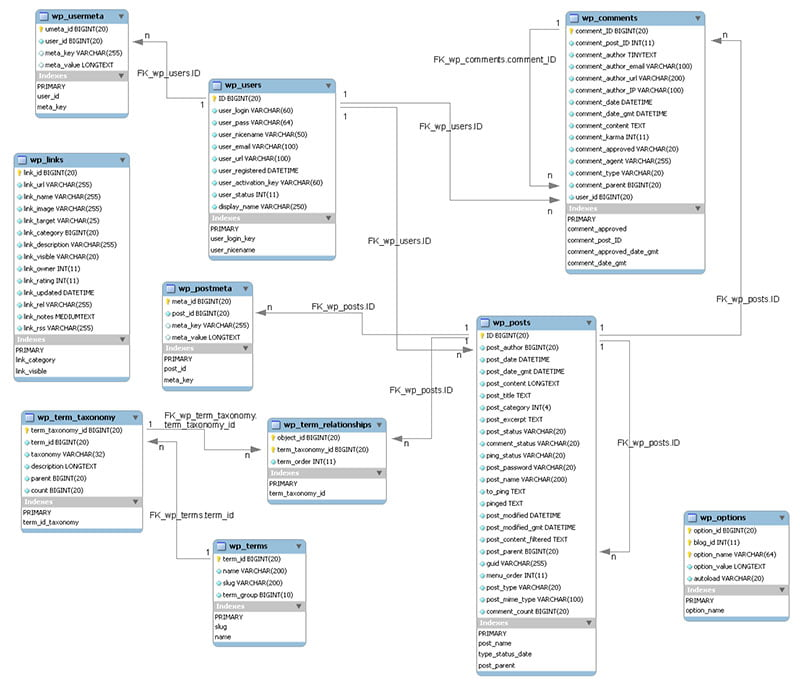 wp_usermeta
umeta_id BIGINT(20)
user_id BIGINT(20)
meta_key VARCHAR(255)
meta_value LONGTEXT
Indexes
PRIMARY
user_id
meta_key
n
FK_wp_users.ID
1
wp_users
ID BIGINT(20)
user_login VARCHAR(60)
user_pass VARCHAR(64)
user_nicename VARCHAR(50)
user_email VARCHAR(100)
user_url VARCHAR(100)
user_registered DATETIME
user_activation_key VARCHAR(60)
user_status INT(11)
display_name VARCHAR(250)
Indexes
PRIMARY
user_login_key
user_nicename
1
1
FK_wp_users.ID
n
FK_wp_users.ID
n
1
FK_wp_comments.comment_ID
n
wp_comments
comment_ID BIGINT(20)
comment_post_ID INT(11)
comment_author TINYTEXT
comment_author_email VARCHAR(100)
comment_author_url VARCHAR(200)
comment_author_IP VARCHAR(100)
comment_date DATETIME
comment_date_gmt DATETIME
comment_content TEXT
comment_karma INT(11)
comment_approved VARCHAR(20)
comment_agent VARCHAR(255)
comment_type VARCHAR(20)
comment_parent BIGINT(20)
user_id BIGINT(20)
Indexes
PRIMARY
comment_approved
comment_post_ID
comment_approved_date_gmt
comment_date_gmt
n
FK_wp_posts.ID
1
wp_links
link_id BIGINT(20)
link_url VARCHAR(255)
link_name VARCHAR(255)
link_image VARCHAR(255)
link_target VARCHAR(25)
link_category BIGINT(20)
link_description VARCHAR(255)
link_visible VARCHAR(20)
link_owner INT(11)
link_rating INT(11)
link_updated DATETIME
link_rel VARCHAR(255)
link_notes MEDIUMTEXT
link_rss VARCHAR(255)
Indexes
PRIMARY
link_category
link_visible
wp_postmeta
meta_id BIGINT(20)
post_id BIGINT(20)
meta_key VARCHAR(255)
meta_value LONGTEXT
Indexes
PRIMARY
post_id
meta_key
n
FK_wp_posts.ID
1
1
FK_wp_posts.ID
n
wp_posts
ID BIGINT(20)
post_author BIGINT(20)
post_date DATETIME
post_date_gmt DATETIME
post_content LONGTEXT
post_title TEXT
post_category INT(4)
post_excerpt TEXT
post_status VARCHAR(20)
comment_status VARCHAR(20)
ping_status VARCHAR(20)
post_password VARCHAR(20)
post_name VARCHAR(200)
to_ping TEXT
pinged TEXT
post_modified DATETIME
post_modified_gmt DATETIME
post_content_filtered TEXT
post_parent BIGINT(20)
guid VARCHAR(255)
menu_order INT(11)
post_type VARCHAR(20)
post_mime_type VARCHAR(100)
comment_count BIGINT(20)
Indexes
PRIMARY
post_name
type_status_date
post_parent
1
FK_wp_posts.ID
n
wp_term_taxonomy
term_taxonomy_id BIGINT(20)
term_id BIGINT(20)
taxonomy VARCHAR(32)
description LONGTEXT
parent BIGINT(20)
count BIGINT(20)
Indexes
PRIMARY
term_id_taxonomy
1
FK_wp_term_taxonomy.
term_taxonomy_id
n
n
FK_wp_terms.term_id
1
wp_term_relationships
object_id BIGINT(20)
term_taxonomy_id BIGINT(20)
term_order INT(11)
Indexes
PRIMARY
term_taxonomy_id
wp_terms
term_id BIGINT(20)
name VARCHAR(200)
slug VARCHAR(200)
term_group BIGINT(10)
Indexes
PRIMARY
slug
name
wp_options
option_id BIGINT(20)
blog_id INT(11)
option_name VARCHAR(64)
option_value LONGTEXT
autoload VARCHAR(20)
Indexes
PRIMARY
option_name